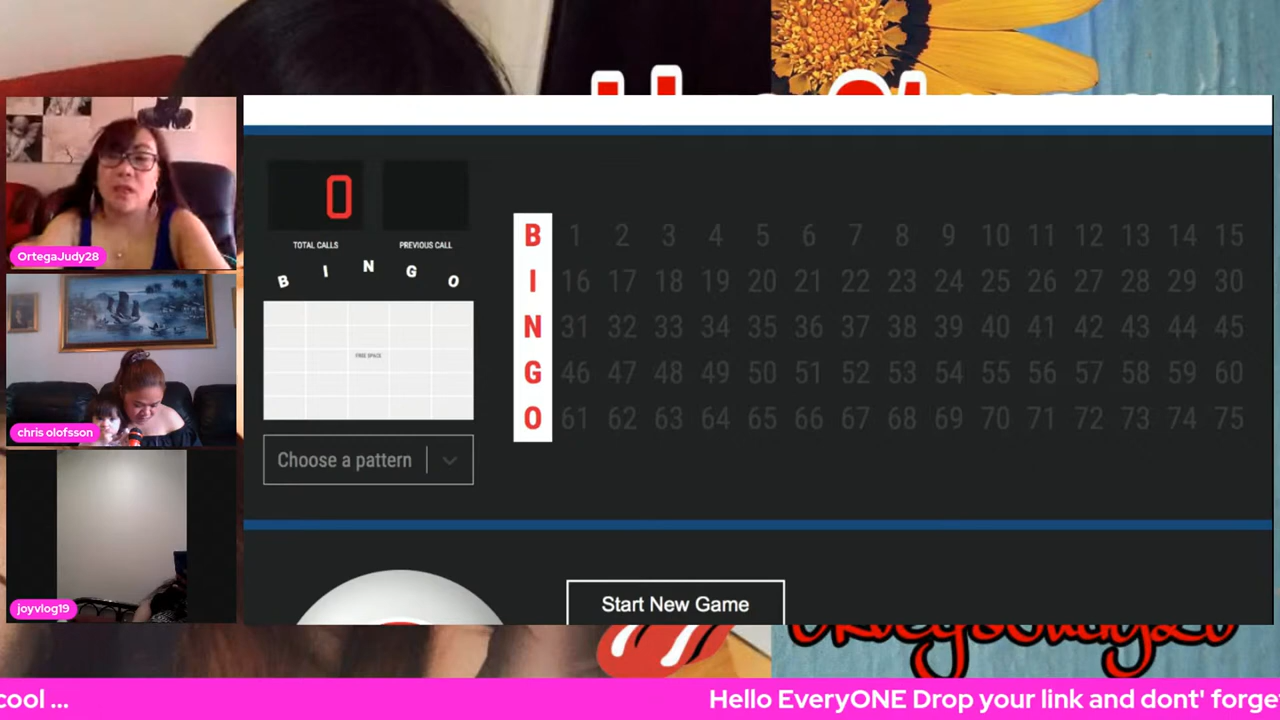 OrtegaJudy28
chris olofsson
joyvlog19
0
TOTAL CALLS
PREVIOUS CALL
B I N G O
FREE SPACE
Choose a pattern
B 1 2 3 4 5 6 7 8 9 10 11 12 13 14 15
I 16 17 18 19 20 21 22 23 24 25 26 27 28 29 30
N 31 32 33 34 35 36 37 38 39 40 41 42 43 44 45
G 46 47 48 49 50 51 52 53 54 55 56 57 58 59 60
O 61 62 63 64 65 66 67 68 69 70 71 72 73 74 75
Start New Game
cool ...
Hello EveryONE Drop your link and dont' forge